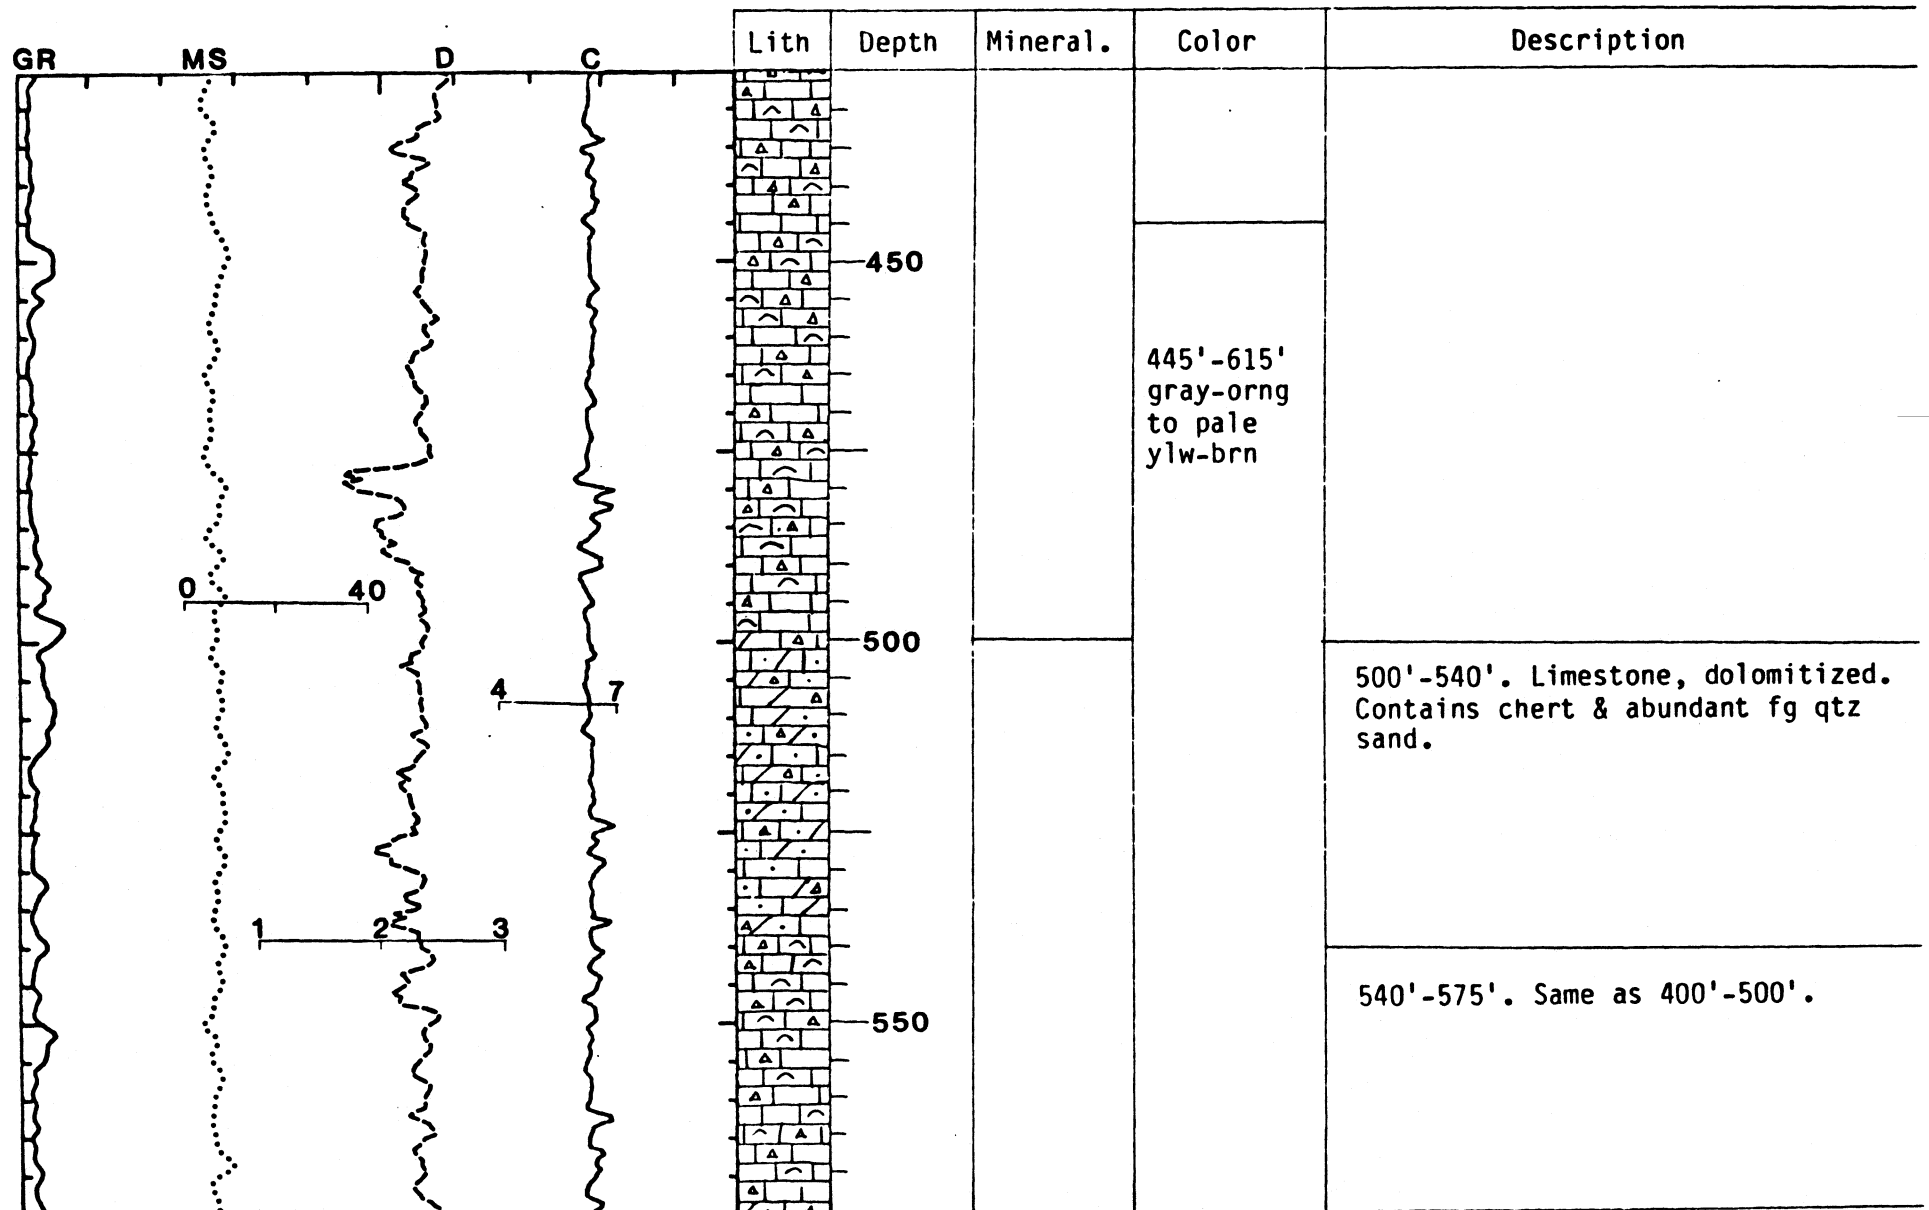 GR MS D C Lith Depth Mineral. Color Description
450
445'-615'
gray-orng
to pale
ylw-brn
0 40
500
500'-540'. Limestone, dolomitized.
Contains chert & abundant fg qtz
sand.
4 7
1 2 3
540'-575'. Same as 400'-500'.
550